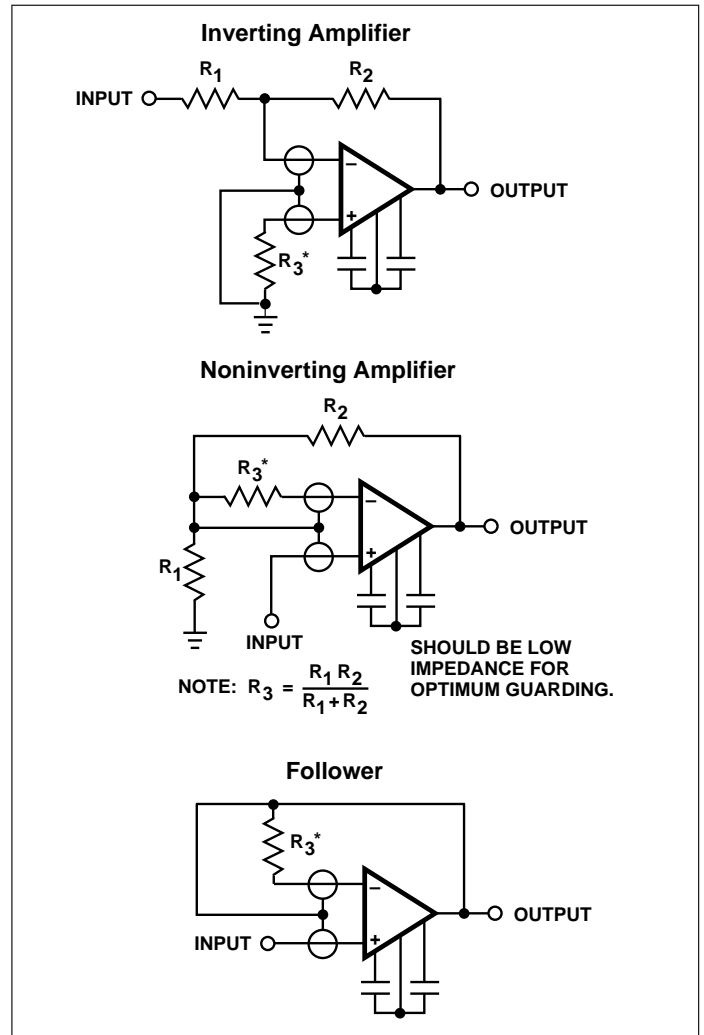 Inverting Amplifier
R1
R2
INPUT
−
+
OUTPUT
R3*
Noninverting Amplifier
R2
R3*
−
+
OUTPUT
R1
INPUT
SHOULD BE LOW
IMPEDANCE FOR
OPTIMUM GUARDING.
NOTE: R3 = R1 R2 / R1 + R2
Follower
R3*
−
+
OUTPUT
INPUT